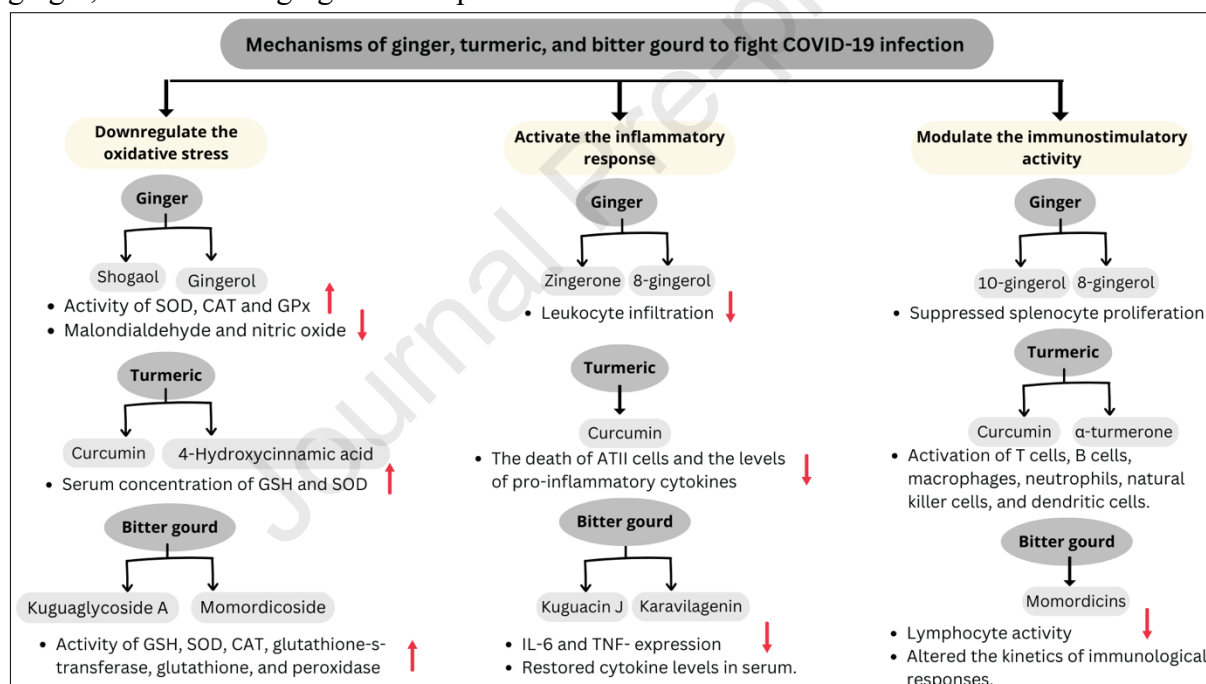 Mechanisms of ginger, turmeric, and bitter gourd to fight COVID-19 infection
Downregulate the
oxidative stress
Ginger
Shogaol
Gingerol
• Activity of SOD, CAT and GPx
• Malondialdehyde and nitric oxide
Turmeric
Curcumin
4-Hydroxycinnamic acid
• Serum concentration of GSH and SOD
Bitter gourd
Kuguaglycoside A
Momordicoside
• Activity of GSH, SOD, CAT, glutathione-s-
transferase, glutathione, and peroxidase
Activate the inflammatory
response
Ginger
Zingerone
8-gingerol
• Leukocyte infiltration
Turmeric
Curcumin
• The death of ATII cells and the levels
of pro-inflammatory cytokines
Bitter gourd
Kuguacin J
Karavilagenin
• IL-6 and TNF- expression
• Restored cytokine levels in serum.
Modulate the immunostimulatory
activity
Ginger
10-gingerol
8-gingerol
• Suppressed splenocyte proliferation
Turmeric
Curcumin
α-turmerone
• Activation of T cells, B cells,
macrophages, neutrophils, natural
killer cells, and dendritic cells.
Bitter gourd
Momordicins
• Lymphocyte activity
• Altered the kinetics of immunological
responses.
Journal Pre-p